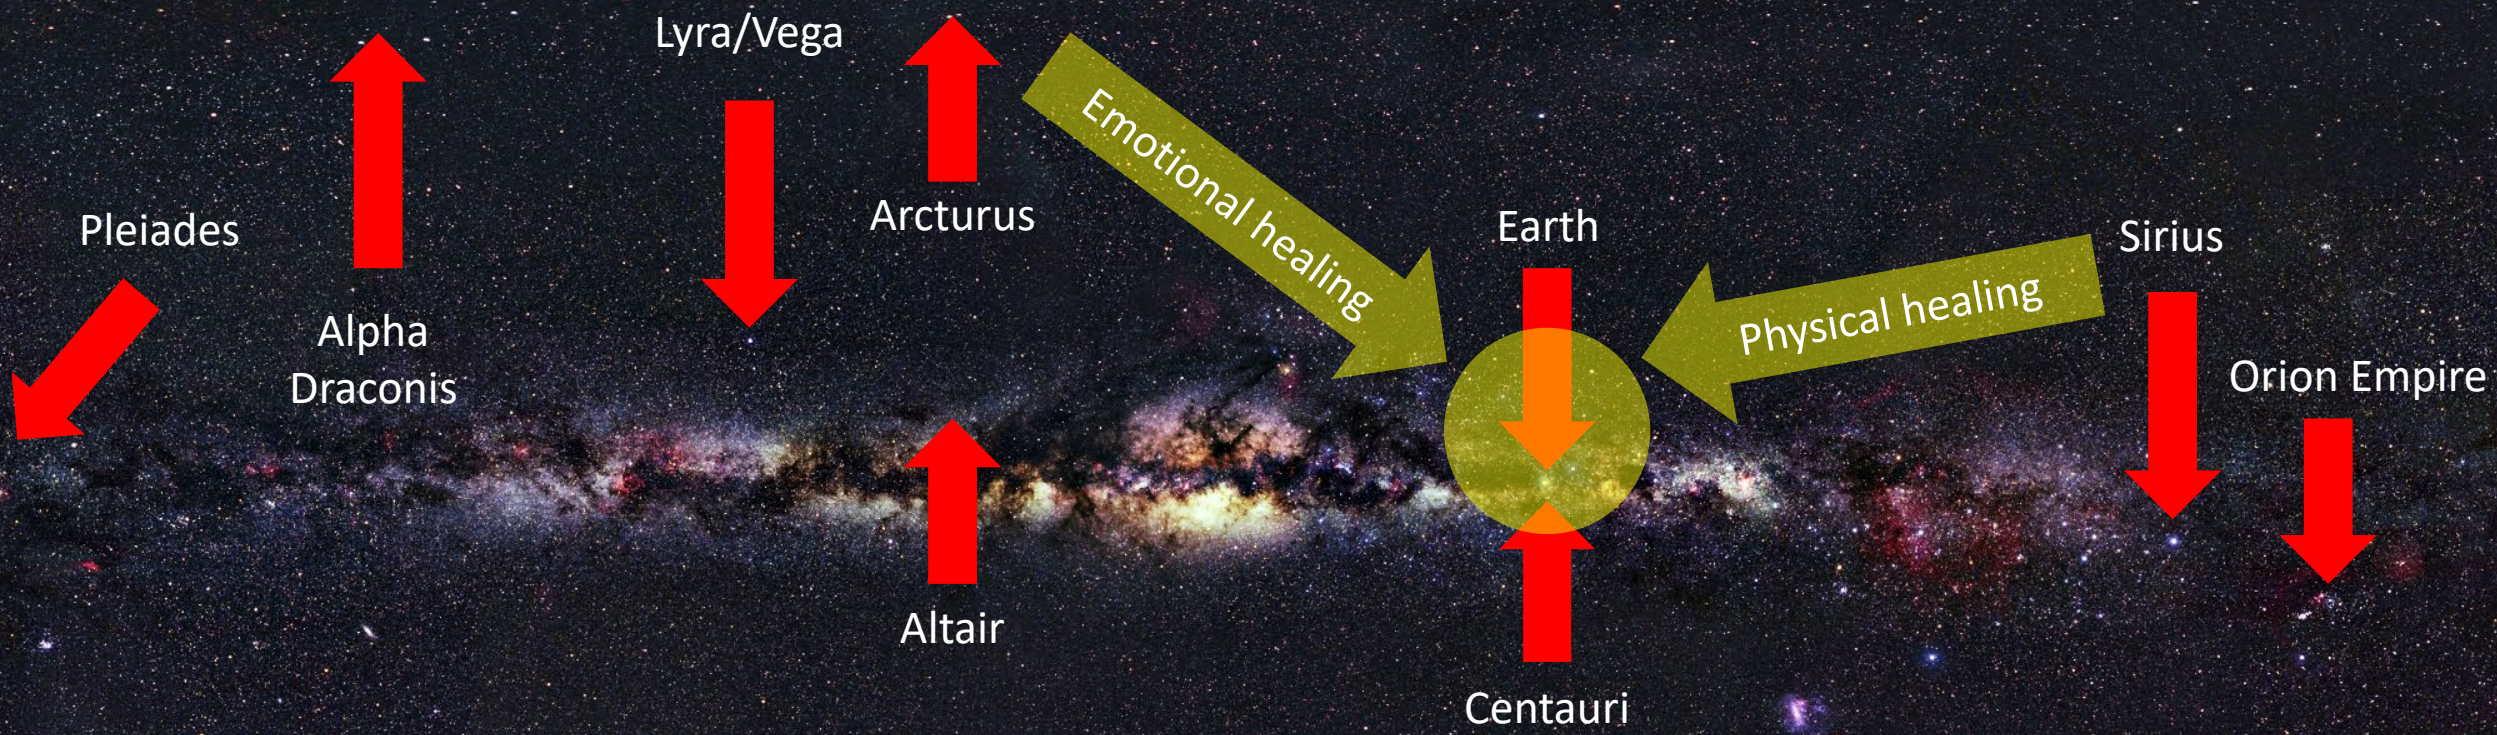 Lyra/Vega
Emotional healing
Pleiades
Arcturus
Earth
Sirius
Physical healing
Alpha
Draconis
Orion Empire
Altair
Centauri